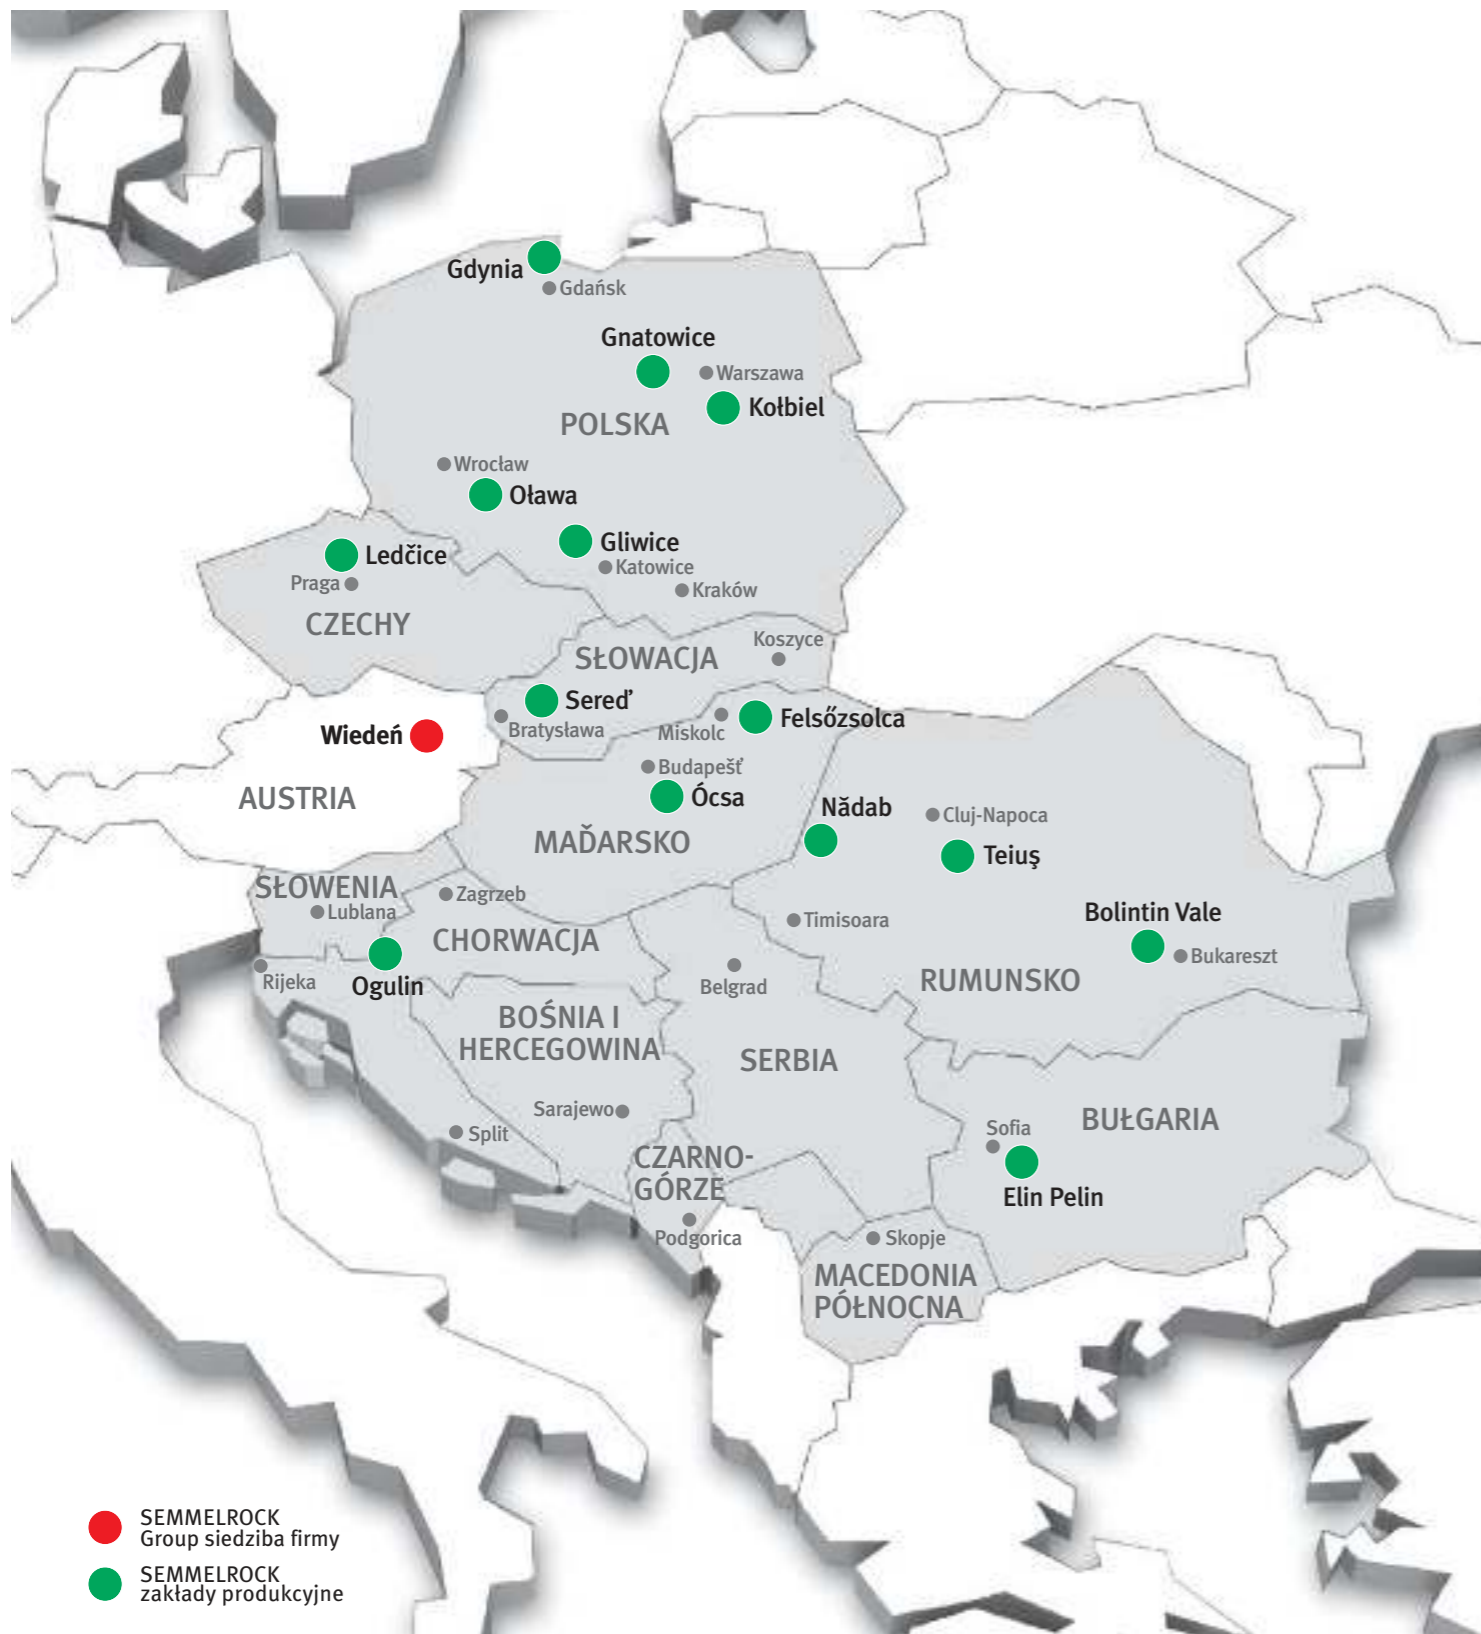 Gdynia
Gdańsk
Gnatowice
Warszawa
Kołbiel
POLSKA
Wrocław
Oława
Gliwice
Katowice
Kraków
Ledčice
Praga
CZECHY
Koszyce
SŁOWACJA
Sereď
Bratysława
Felsőzsolca
Miskolc
Wiedeń
AUSTRIA
Budapešť
Ócsa
MAĎARSKO
Nădab
Cluj-Napoca
Teiuş
SŁOWENIA
Lublana
Zagrzeb
CHORWACJA
Timisoara
Bolintin Vale
Bukareszt
RUMUNSKO
Rijeka
Ogulin
Belgrad
BOŚNIA I
HERCEGOWINA
SERBIA
Sarajewo
Split
Sofia
BUŁGARIA
Elin Pelin
CZARNO-
GÓRZE
Podgorica
Skopje
MACEDONIA
PÓŁNOCNA
SEMMELROCK
Group siedziba firmy
SEMMELROCK
zakłady produkcyjne